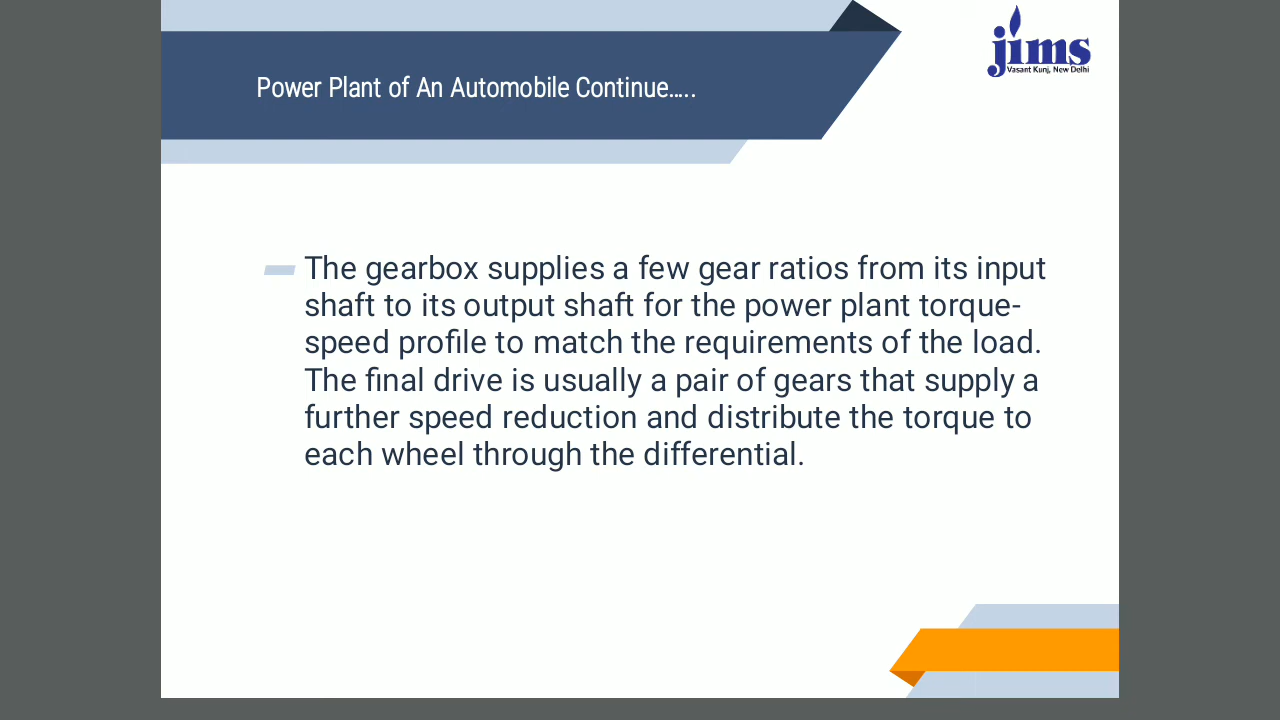 jims
Vasant Kunj, New Delhi
Power Plant of An Automobile Continue.....
The gearbox supplies a few gear ratios from its input
shaft to its output shaft for the power plant torque-
speed profile to match the requirements of the load.
The final drive is usually a pair of gears that supply a
further speed reduction and distribute the torque to
each wheel through the differential.